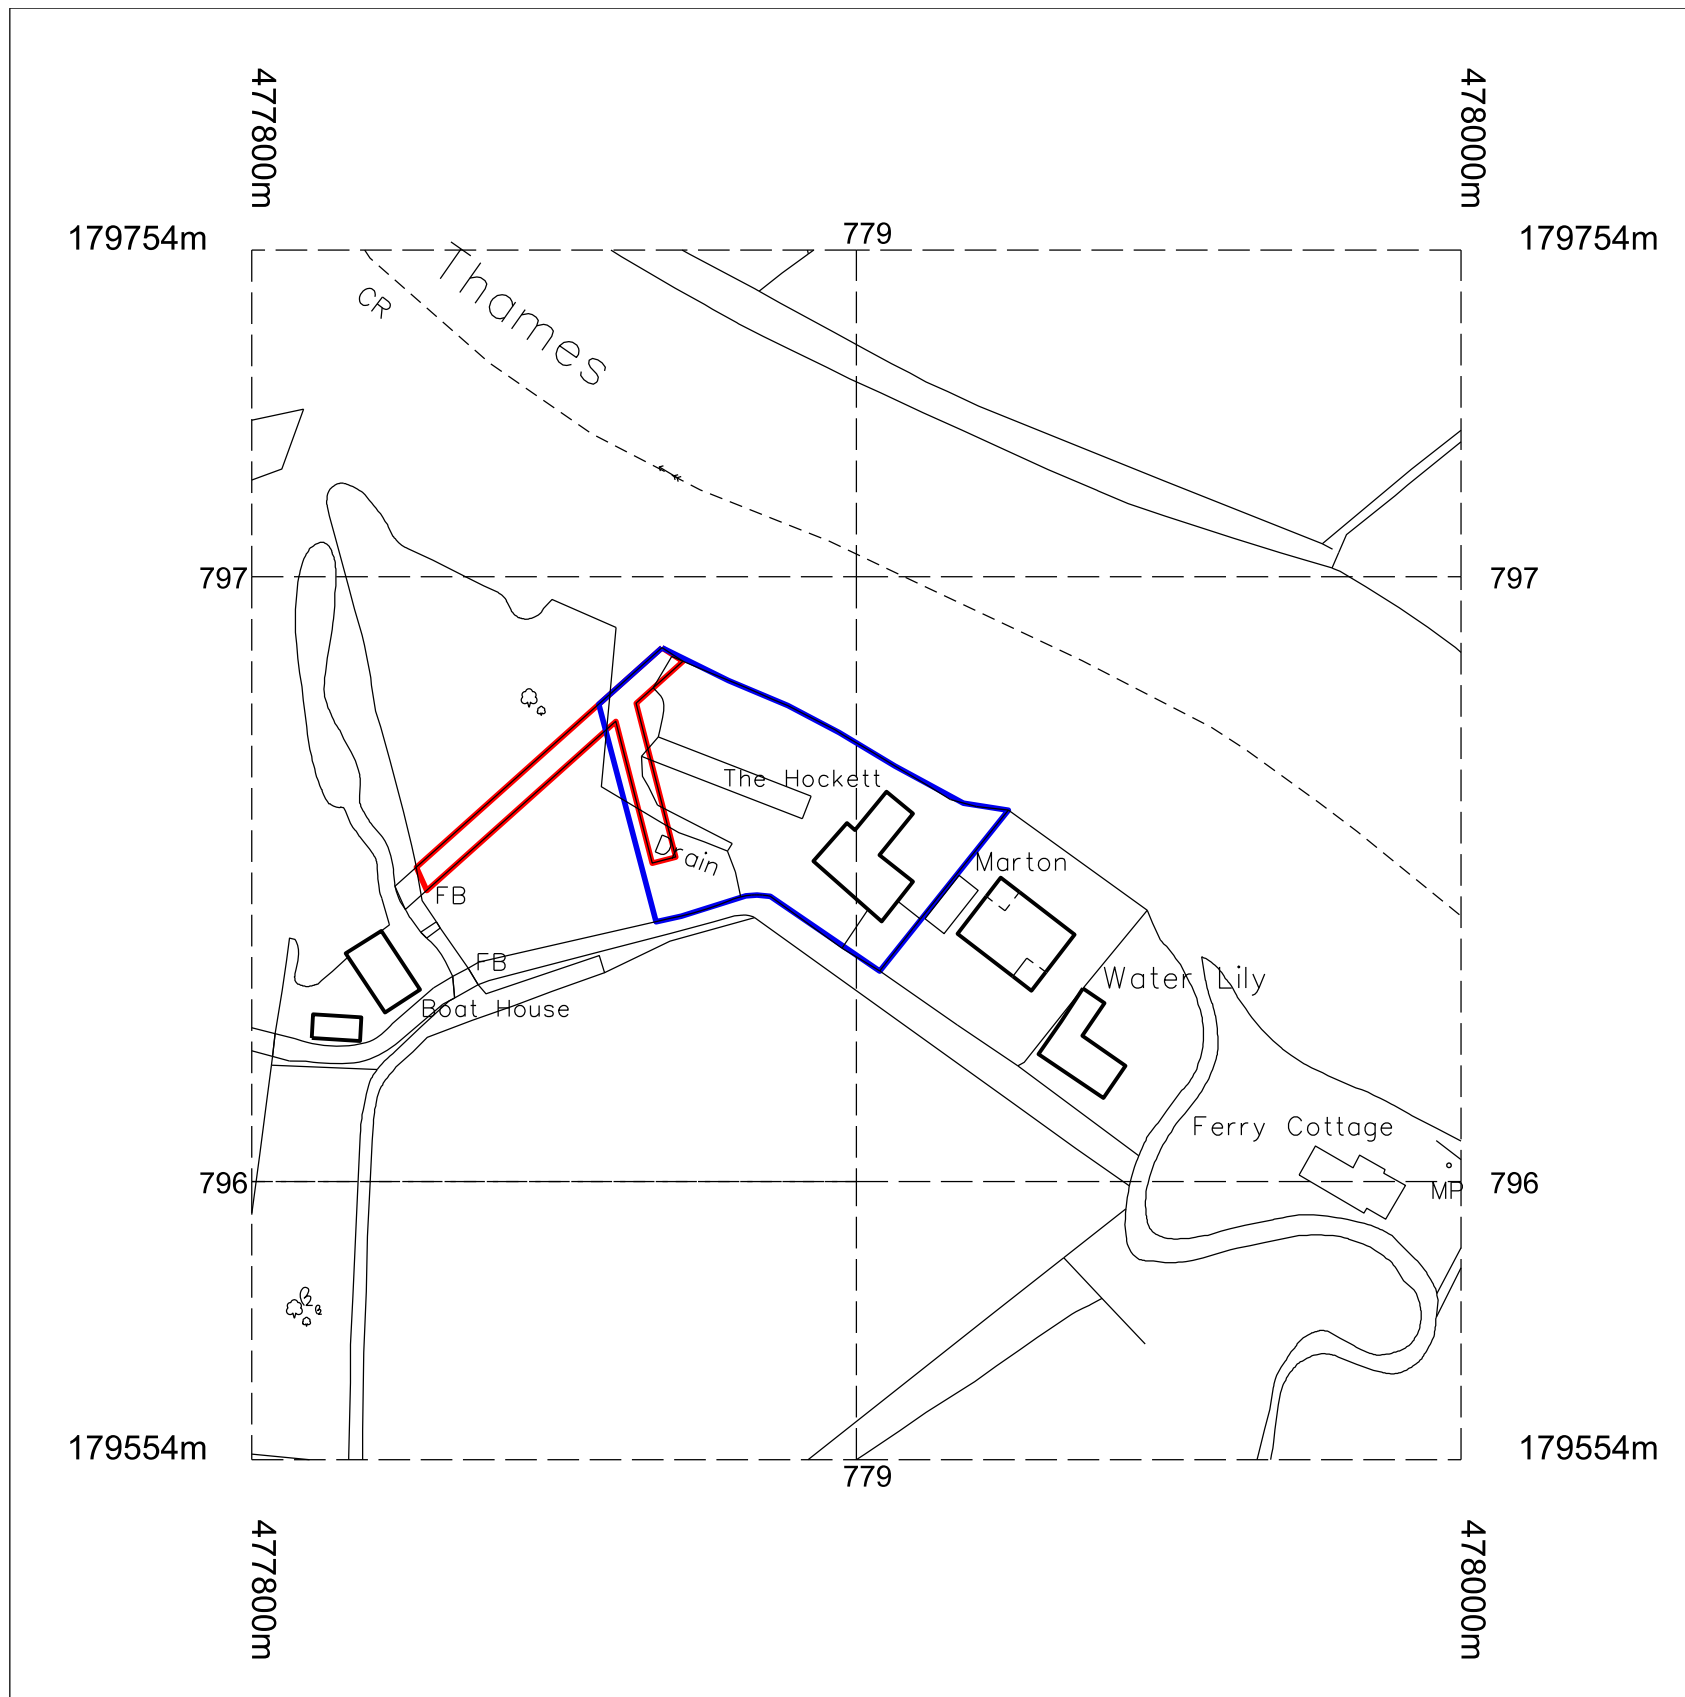 477800m
478000m
179754m
779
179754m
Thames
CR
797
797
The Hockett
Drain
Marton
FB
FB
Water Lily
Boat House
Ferry Cottage
796
796
MP
179554m
779
179554m
477800m
478000m